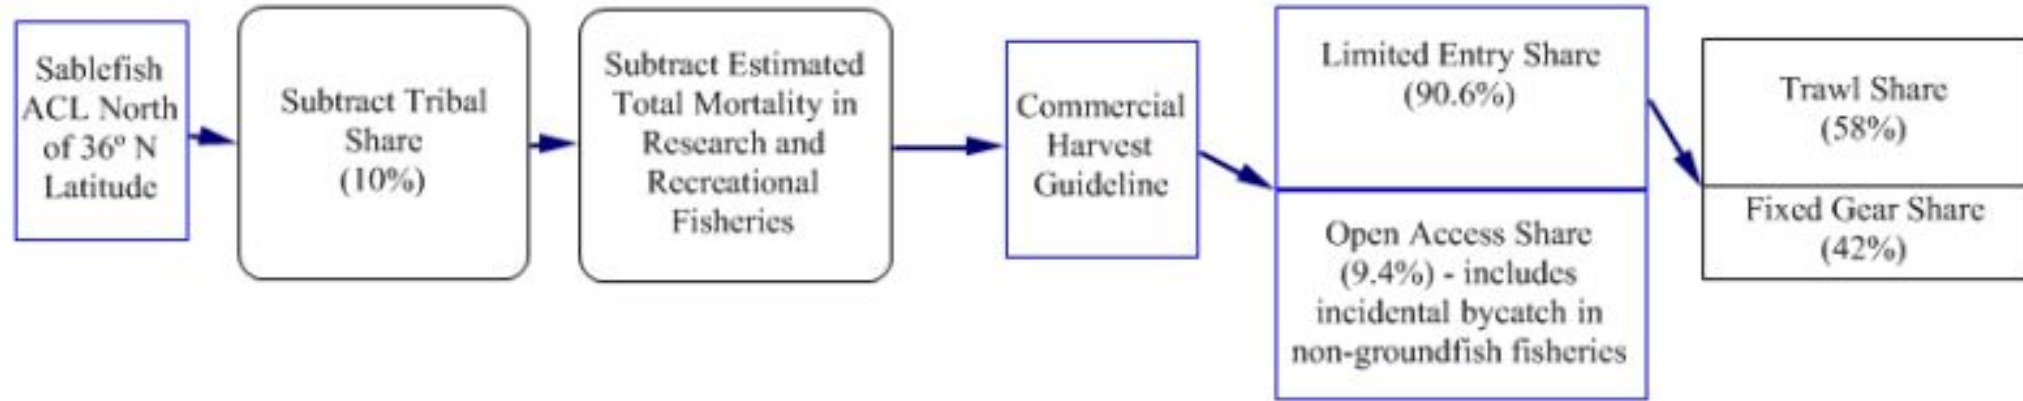 Sablefish
ACL North
of 36° N
Latitude
Subtract Tribal
Share
(10%)
Subtract Estimated
Total Mortality in
Research and
Recreational
Fisheries
Commercial
Harvest
Guideline
Limited Entry Share
(90.6%)
Open Access Share
(9.4%) - includes
incidental bycatch in
non-groundfish fisheries
Trawl Share
(58%)
Fixed Gear Share
(42%)